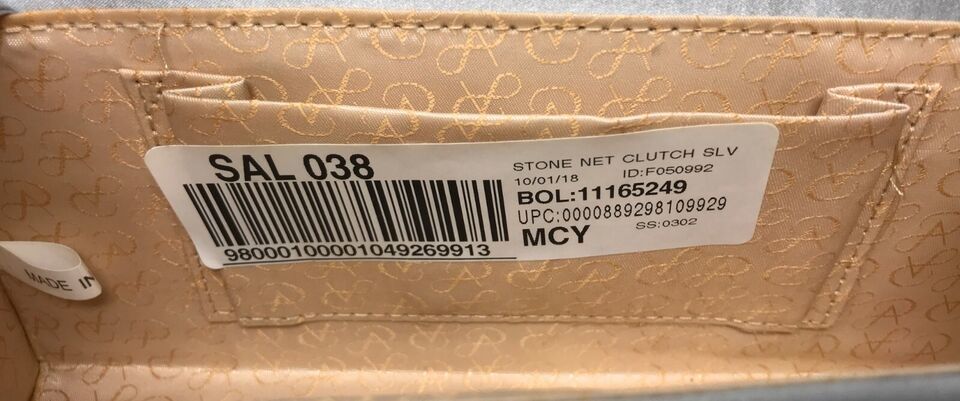 SAL 038
98000100001049269913
STONE NET CLUTCH SLV
10/01/18 ID:F050992
BOL:11165249
UPC:0000889298109929
SS:0302
MCY
MADE IN